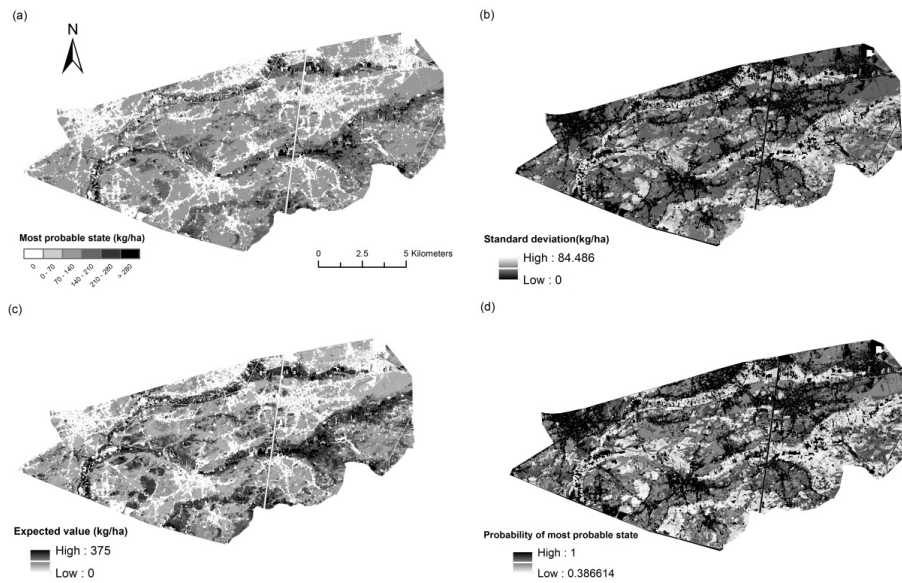 (a)
N
Most probable state (kg/ha)
0
0 - 70
70 - 140
140 - 210
210 - 280
> 280
0 2.5 5 Kilometers
(b)
Standard deviation(kg/ha)
High : 84.486
Low : 0
(c)
Expected value (kg/ha)
High : 375
Low : 0
(d)
Probability of most probable state
High : 1
Low : 0.386614